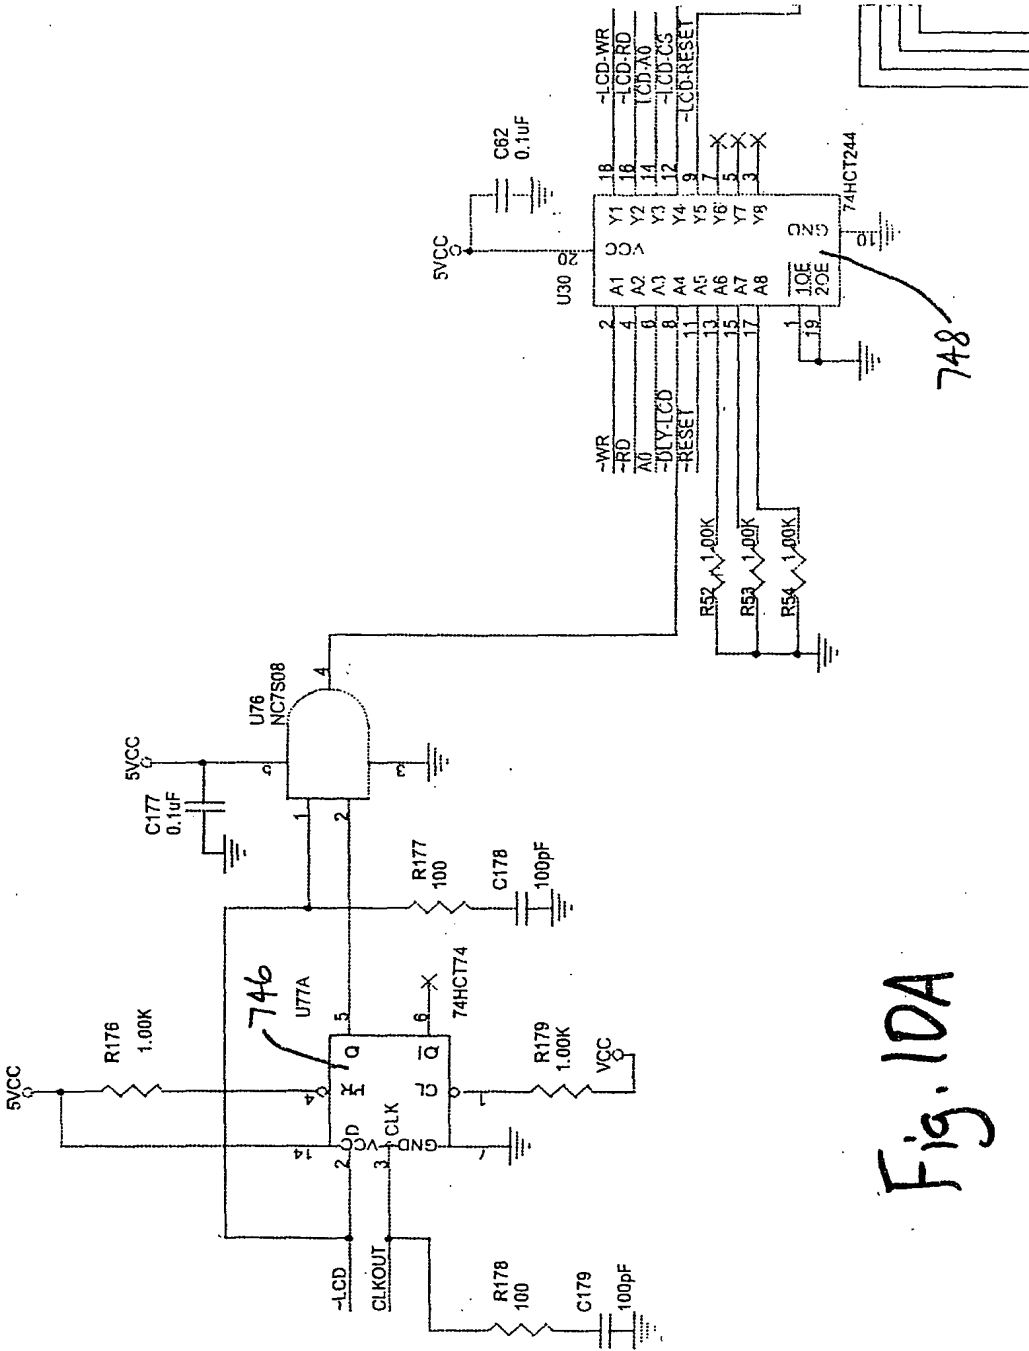 5VCC
R176
1.00K
746
U77A
14
4
VCC
2
D
Q
5
3
CLK
Q
6
GND
CL
1
74HCT74
R179
1.00K
VCC
~LCD
CLKOUT
R178
100
C179
100pF
5VCC
C177
0.1uF
U76
NC7S08
1
2
4
3
R177
100
C178
100pF
5VCC
C62
0.1uF
U30
20
VCC
~WR
2
A1
Y1
18
~LCD-WR
~RD
4
A2
Y2
16
~LCD-RD
A0
6
A3
Y3
14
LCD-A0
~DLY-LCD
8
A4
Y4
12
~LCD-CS
~RESET
11
A5
Y5
9
~LCD-RESET
13
A6
Y6
7
15
A7
Y7
5
17
A8
Y8
3
1
1OE
19
2OE
GND
10
74HCT244
748
R52
1.00K
R53
1.00K
R54
1.00K
Fig. 10A